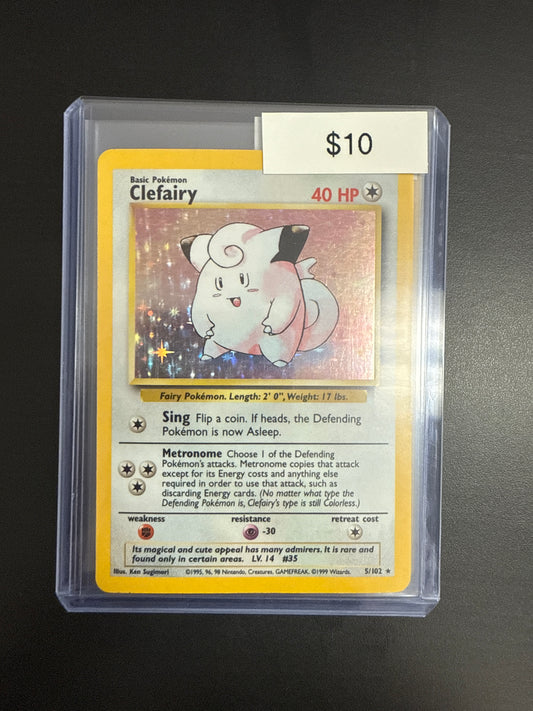 $10
Basic Pokémon
Clefairy
40 HP
Fairy Pokémon. Length: 2' 0", Weight: 17 lbs.
Sing Flip a coin. If heads, the Defending
Pokémon is now Asleep.
Metronome Choose 1 of the Defending
Pokémon's attacks. Metronome copies that attack
except for its Energy costs and anything else
required in order to use that attack, such as
discarding Energy cards. (No matter what type the
Defending Pokémon is, Clefairy's type is still Colorless.)
weakness resistance retreat cost
-30
Its magical and cute appeal has many admirers. It is rare and
found only in certain areas. LV. 14 #35
Illus. Ken Sugimori ©1995, 96, 98 Nintendo, Creatures, GAMEFREAK. ©1999 Wizards. 5/102 ★